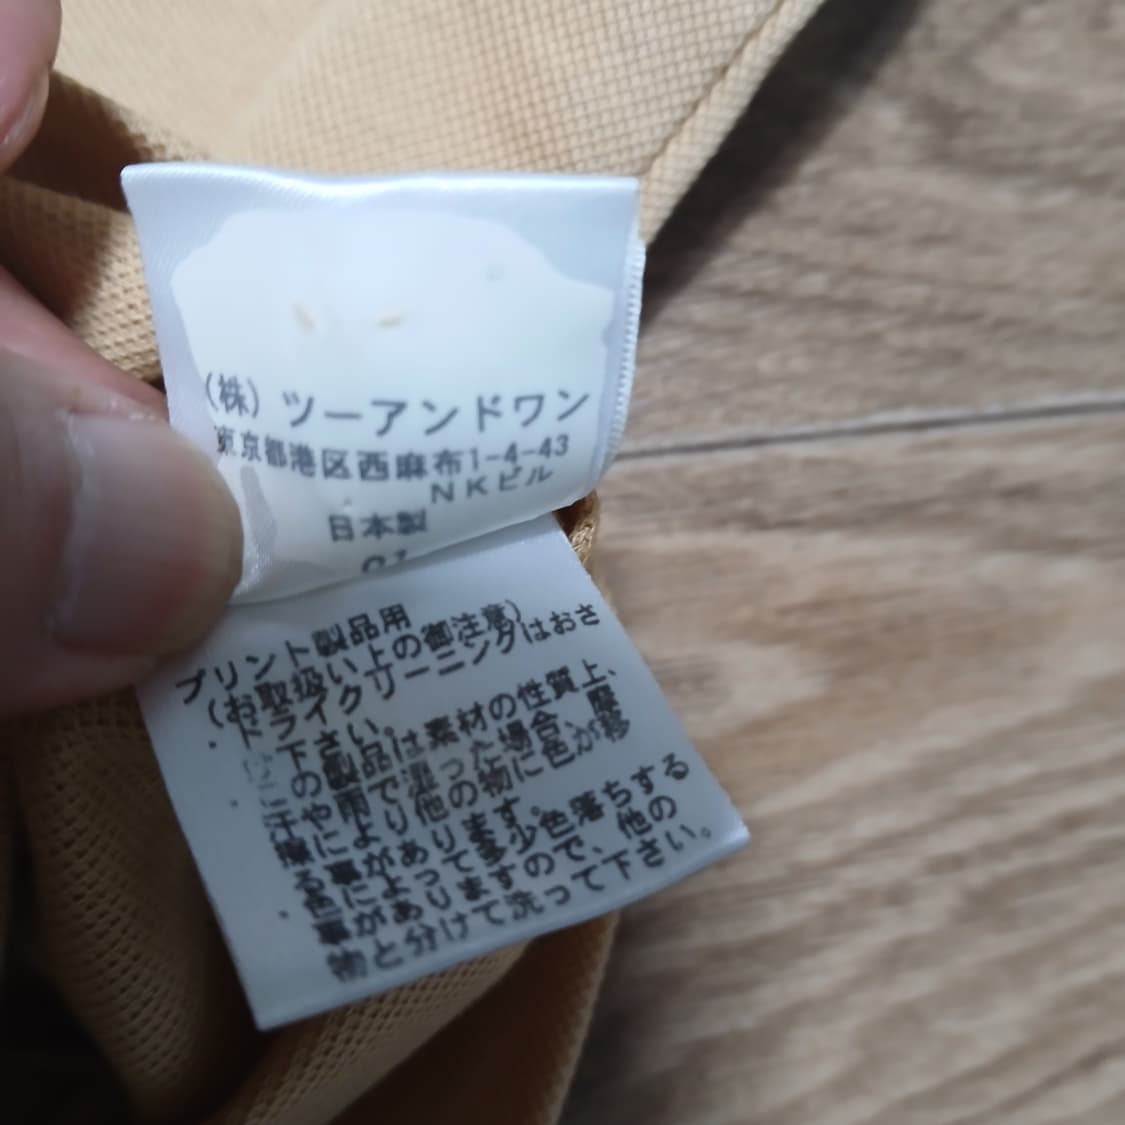 (株)ツーアンドワン
東京都港区西麻布1-4-43
NKビル
日本製
プリント製品用
(お取扱い上の御注意)
・ドライクリーニングはおさ
下さい。
の製品は素材の性質上、
汗や雨で湿った場合、摩
擦により他の物に色が移
る事があります。
・色によって多少色落ちする
事がありますので、他の
物と分けて洗って下さい。